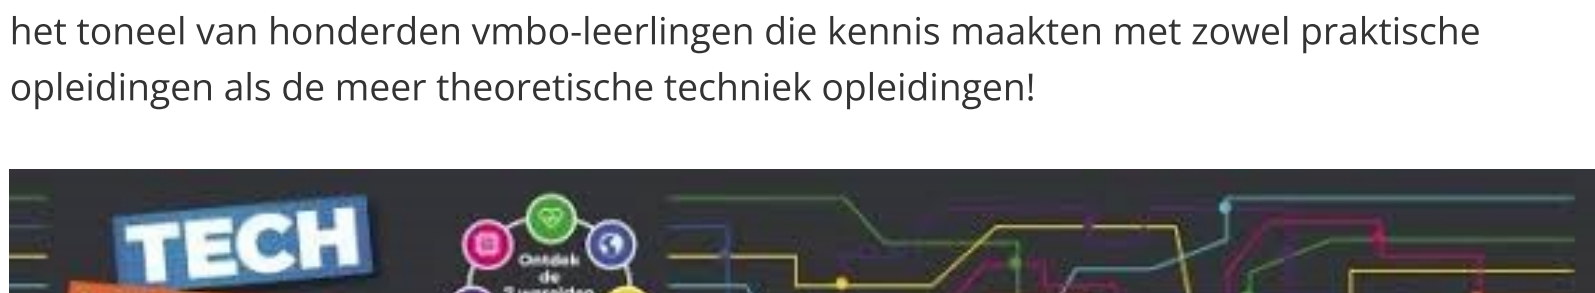 het toneel van honderden vmbo-leerlingen die kennis maakten met zowel praktische
opleidingen als de meer theoretische techniek opleidingen!
TECH
Ontdek
de